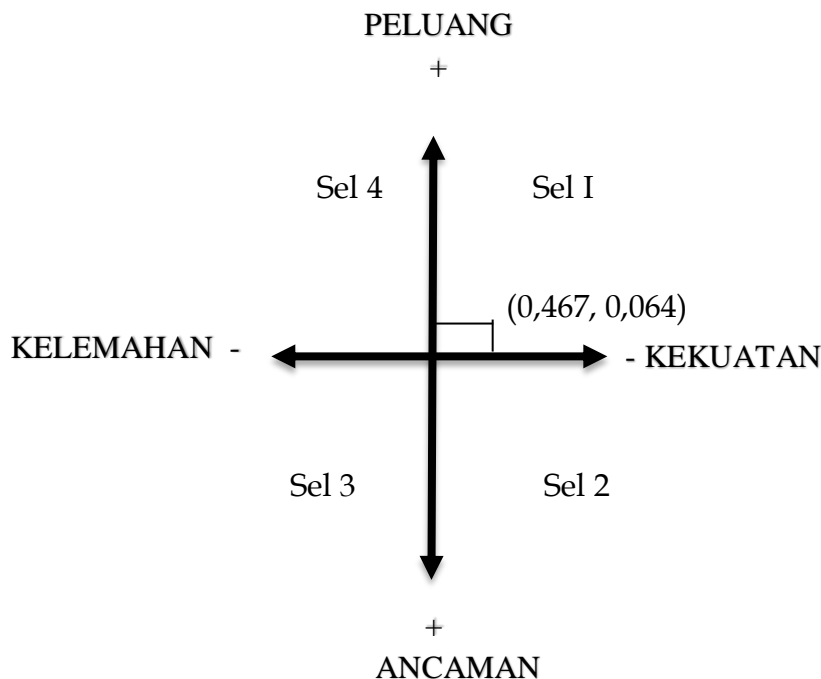 PELUANG
+
Sel 4
Sel I
(0,467, 0,064)
KELEMAHAN -
- KEKUATAN
Sel 3
Sel 2
+
ANCAMAN